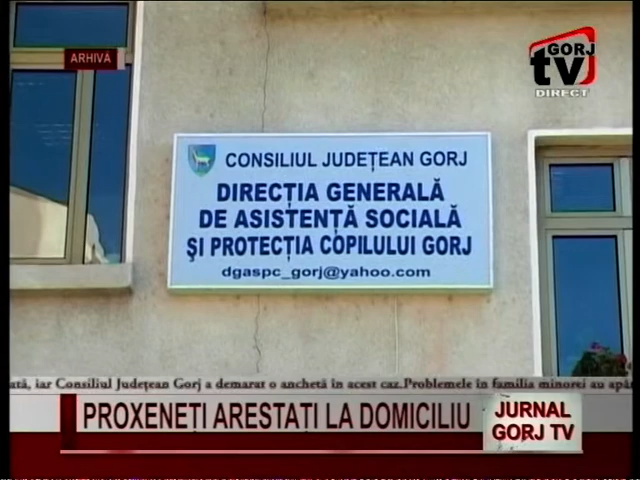 ARHIVĂ
GORJ
tv
DIRECT
CONSILIUL JUDEȚEAN GORJ
DIRECȚIA GENERALĂ
DE ASISTENȚĂ SOCIALĂ
ȘI PROTECȚIA COPILULUI GORJ
dgaspc_gorj@yahoo.com
iar Consiliul Județean Gorj a demarat o anchetă în acest caz.Problemele în familia minorei au
PROXENEȚI ARESTAȚI LA DOMICILIU
JURNAL
GORJ TV